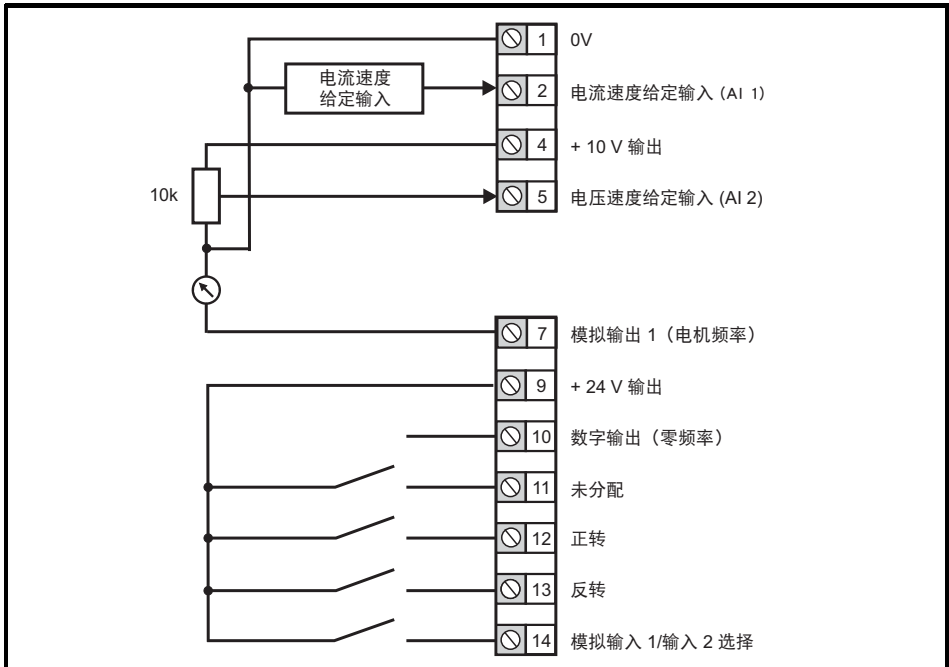 1 0V
电流速度
给定输入
2 电流速度给定输入 (AI 1)
4 + 10 V 输出
10k
5 电压速度给定输入 (AI 2)
7 模拟输出 1（电机频率）
9 + 24 V 输出
10 数字输出（零频率）
11 未分配
12 正转
13 反转
14 模拟输入 1/输入 2 选择